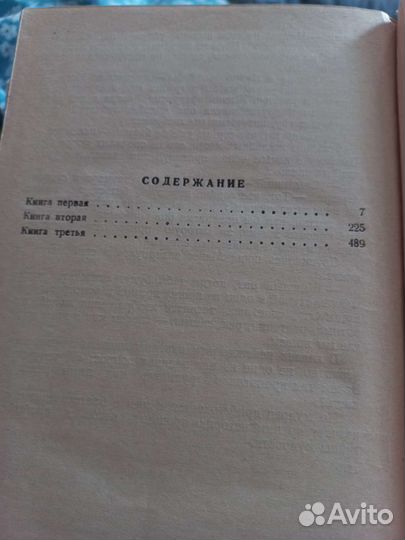 СОДЕРЖАНИЕ
Книга первая . . . . . . . . . . . . . . . . . . . . 7
Книга вторая . . . . . . . . . . . . . . . . . . . . 225
Книга третья . . . . . . . . . . . . . . . . . . . . 489
Avito